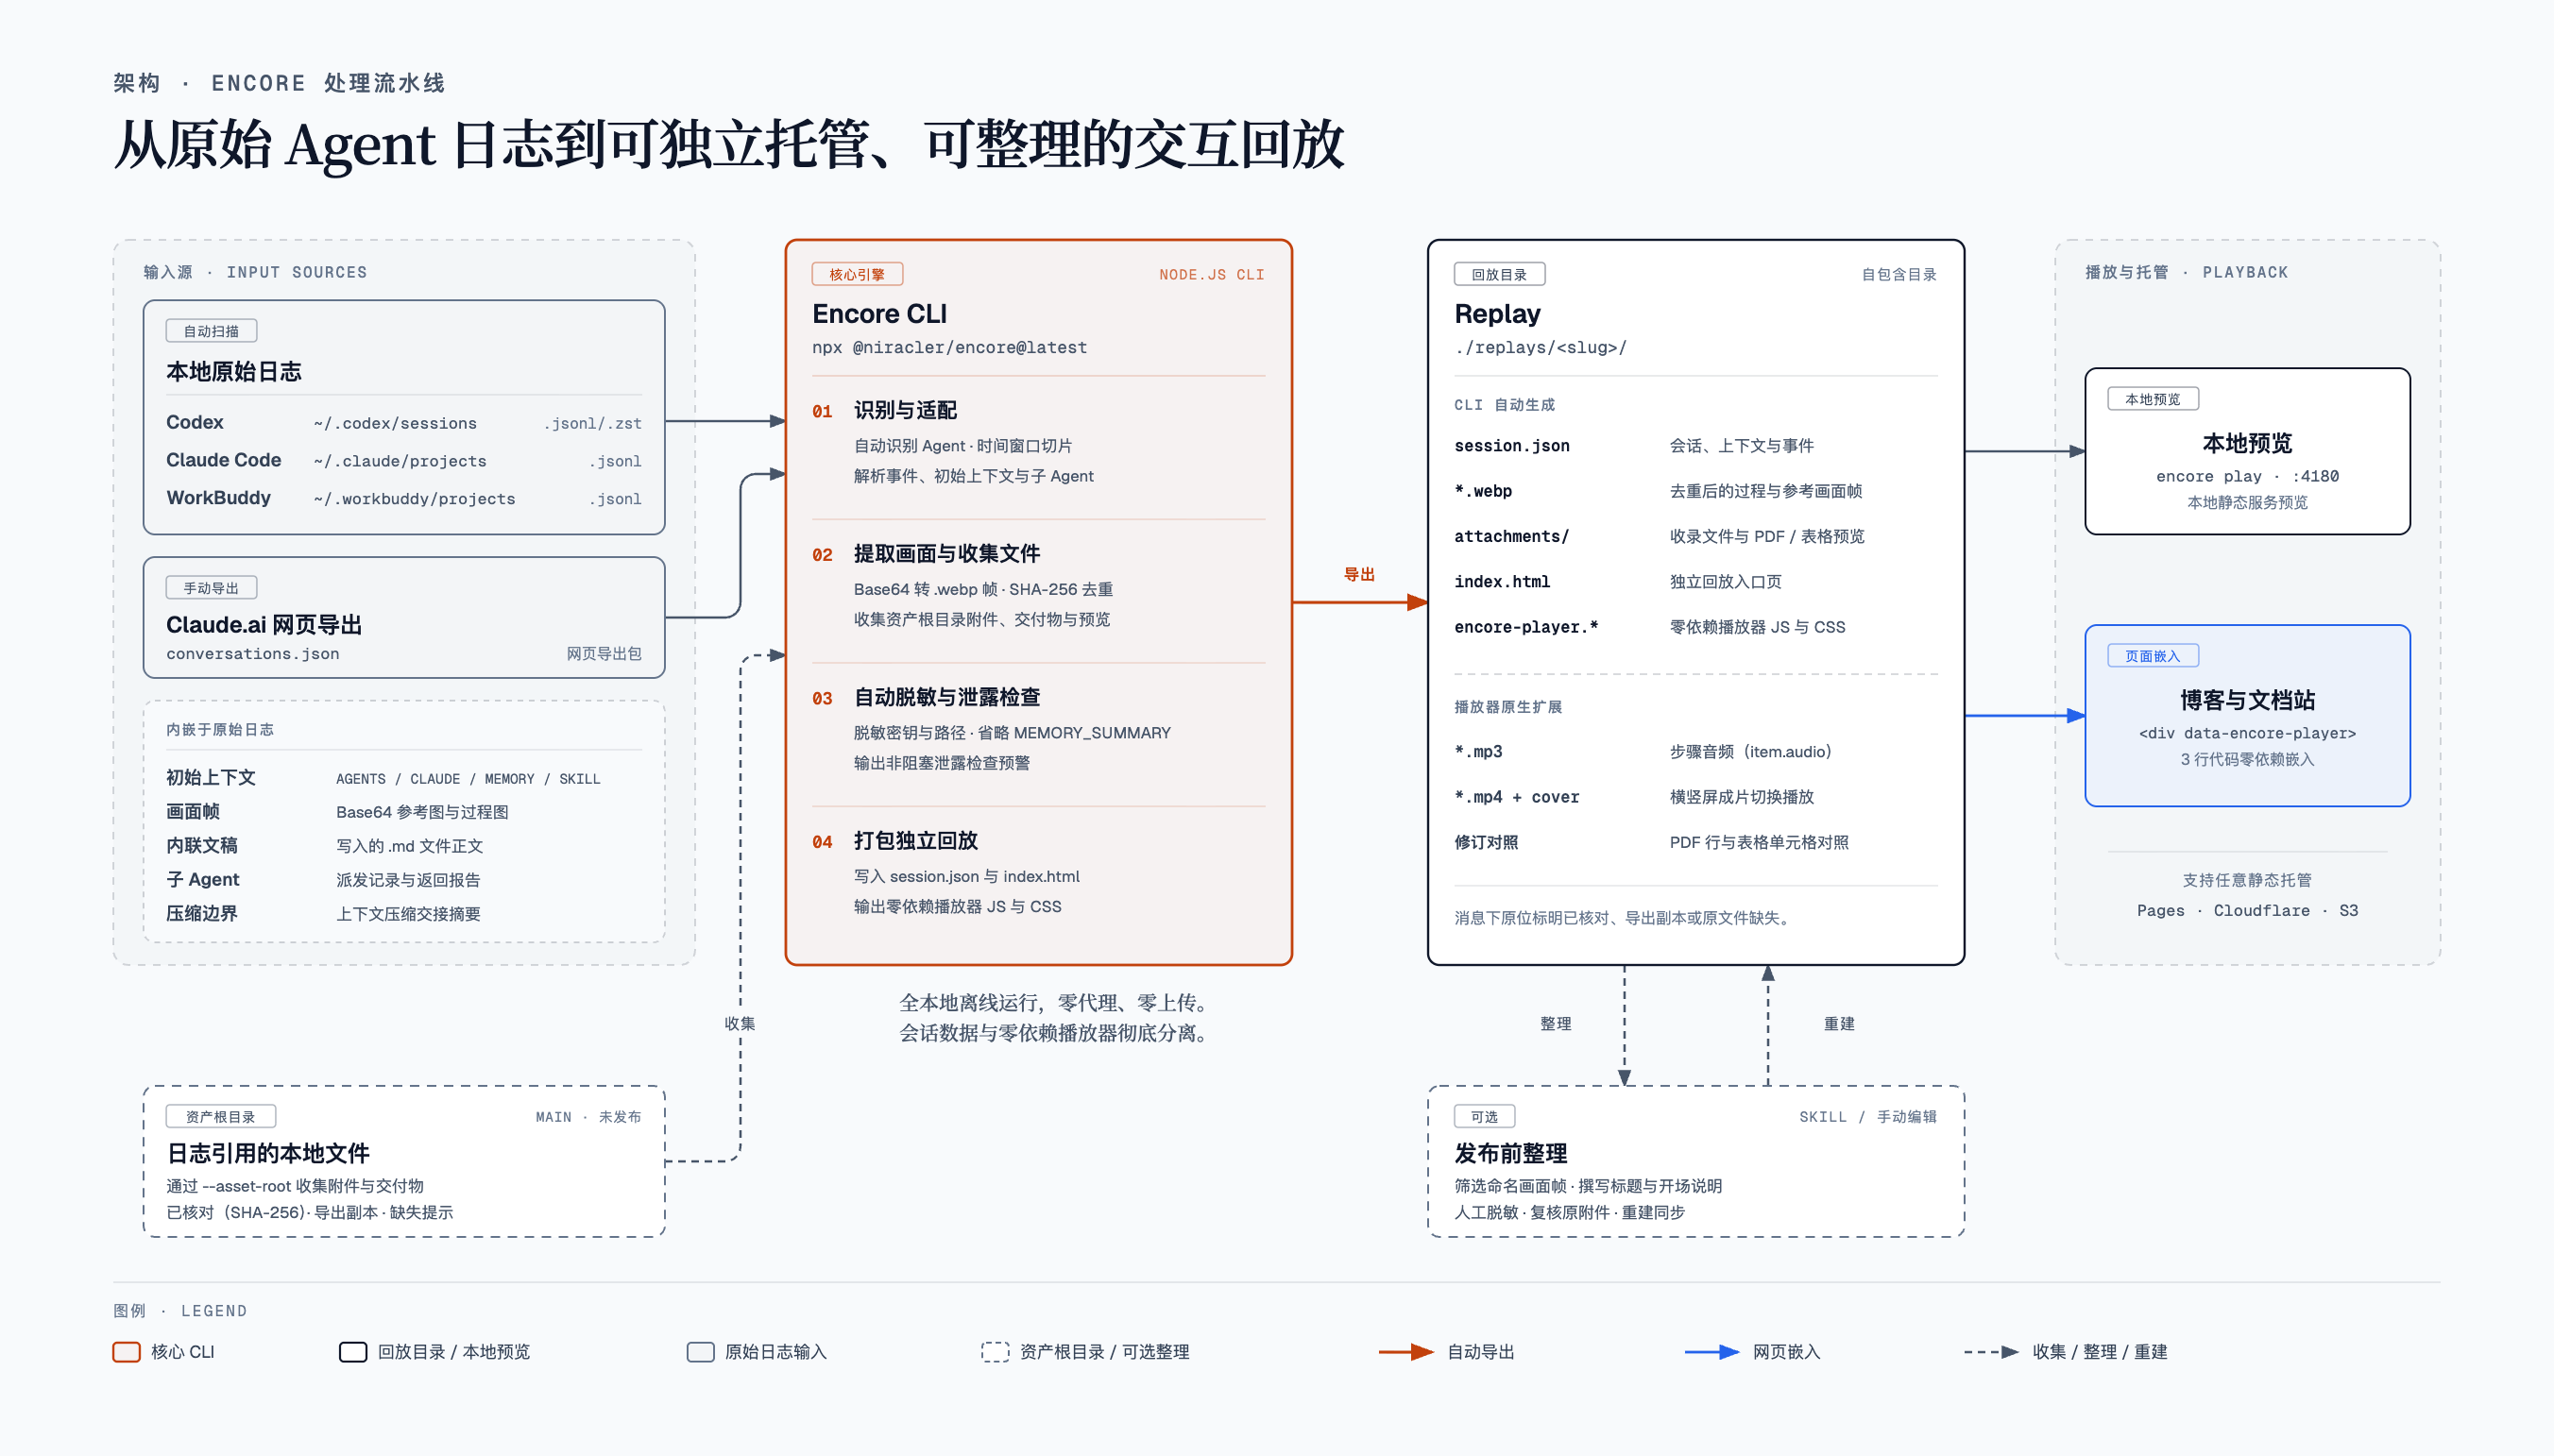 架构 · ENCORE 处理流水线
从原始 Agent 日志到可独立托管、可整理的交互回放
输入源 · INPUT SOURCES
自动扫描
本地原始日志
Codex ~/.codex/sessions .jsonl/.zst
Claude Code ~/.claude/projects .jsonl
WorkBuddy ~/.workbuddy/projects .jsonl
手动导出
Claude.ai 网页导出
conversations.json 网页导出包
内嵌于原始日志
初始上下文 AGENTS / CLAUDE / MEMORY / SKILL
画面帧 Base64 参考图与过程图
内联文稿 写入的 .md 文件正文
子 Agent 派发记录与返回报告
压缩边界 上下文压缩交接摘要
收集
资产根目录 MAIN · 未发布
日志引用的本地文件
通过 --asset-root 收集附件与交付物
已核对（SHA-256）· 导出副本 · 缺失提示
核心引擎 NODE.JS CLI
Encore CLI
npx @niracler/encore@latest
01 识别与适配
自动识别 Agent · 时间窗口切片
解析事件、初始上下文与子 Agent
02 提取画面与收集文件
Base64 转 .webp 帧 · SHA-256 去重
收集资产根目录附件、交付物与预览
03 自动脱敏与泄露检查
脱敏密钥与路径 · 省略 MEMORY_SUMMARY
输出非阻塞泄露检查预警
04 打包独立回放
写入 session.json 与 index.html
输出零依赖播放器 JS 与 CSS
全本地离线运行，零代理、零上传。
会话数据与零依赖播放器彻底分离。
导出
回放目录 自包含目录
Replay
./replays/<slug>/
CLI 自动生成
session.json 会话、上下文与事件
*.webp 去重后的过程与参考画面帧
attachments/ 收录文件与 PDF / 表格预览
index.html 独立回放入口页
encore-player.* 零依赖播放器 JS 与 CSS
播放器原生扩展
*.mp3 步骤音频（item.audio）
*.mp4 + cover 横竖屏成片切换播放
修订对照 PDF 行与表格单元格对照
消息下原位标明已核对、导出副本或原文件缺失。
整理 重建
可选 SKILL / 手动编辑
发布前整理
筛选命名画面帧 · 撰写标题与开场说明
人工脱敏 · 复核原附件 · 重建同步
播放与托管 · PLAYBACK
本地预览
本地预览
encore play · :4180
本地静态服务预览
页面嵌入
博客与文档站
<div data-encore-player>
3 行代码零依赖嵌入
支持任意静态托管
Pages · Cloudflare · S3
图例 · LEGEND
核心 CLI 回放目录 / 本地预览 原始日志输入 资产根目录 / 可选整理 自动导出 网页嵌入 收集 / 整理 / 重建